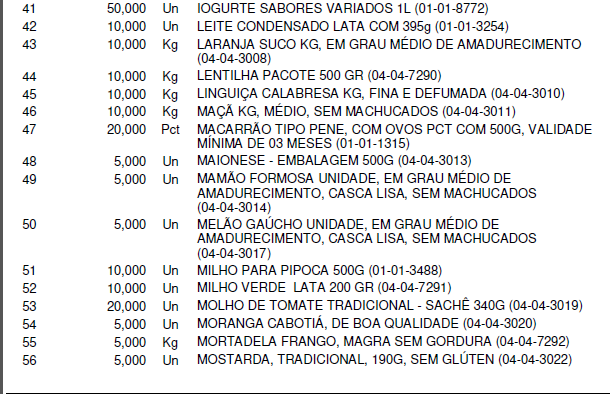 41 50,000 Un IOGURTE SABORES VARIADOS 1L (01-01-8772)
42 10,000 Un LEITE CONDENSADO LATA COM 395g (01-01-3254)
43 10,000 Kg LARANJA SUCO KG, EM GRAU MÉDIO DE AMADURECIMENTO
(04-04-3008)
44 10,000 Kg LENTILHA PACOTE 500 GR (04-04-7290)
45 10,000 Kg LINGUIÇA CALABRESA KG, FINA E DEFUMADA (04-04-3010)
46 10,000 Kg MAÇÃ KG, MÉDIO, SEM MACHUCADOS (04-04-3011)
47 20,000 Pct MACARRÃO TIPO PENE, COM OVOS PCT COM 500G, VALIDADE
MÍNIMA DE 03 MESES (01-01-1315)
48 5,000 Un MAIONESE - EMBALAGEM 500G (04-04-3013)
49 5,000 Un MAMÃO FORMOSA UNIDADE, EM GRAU MÉDIO DE
AMADURECIMENTO, CASCA LISA, SEM MACHUCADOS
(04-04-3014)
50 5,000 Un MELÃO GAÚCHO UNIDADE, EM GRAU MÉDIO DE
AMADURECIMENTO, CASCA LISA, SEM MACHUCADOS
(04-04-3017)
51 10,000 Un MILHO PARA PIPOCA 500G (01-01-3488)
52 10,000 Un MILHO VERDE LATA 200 GR (04-04-7291)
53 20,000 Un MOLHO DE TOMATE TRADICIONAL - SACHÊ 340G (04-04-3019)
54 5,000 Un MORANGA CABOTIÁ, DE BOA QUALIDADE (04-04-3020)
55 5,000 Kg MORTADELA FRANGO, MAGRA SEM GORDURA (04-04-7292)
56 5,000 Un MOSTARDA, TRADICIONAL, 190G, SEM GLÚTEN (04-04-3022)